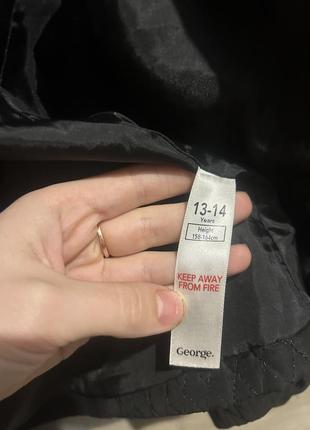 13-14
Years
Height
158-164cm
KEEP AWAY
FROM FIRE
George.